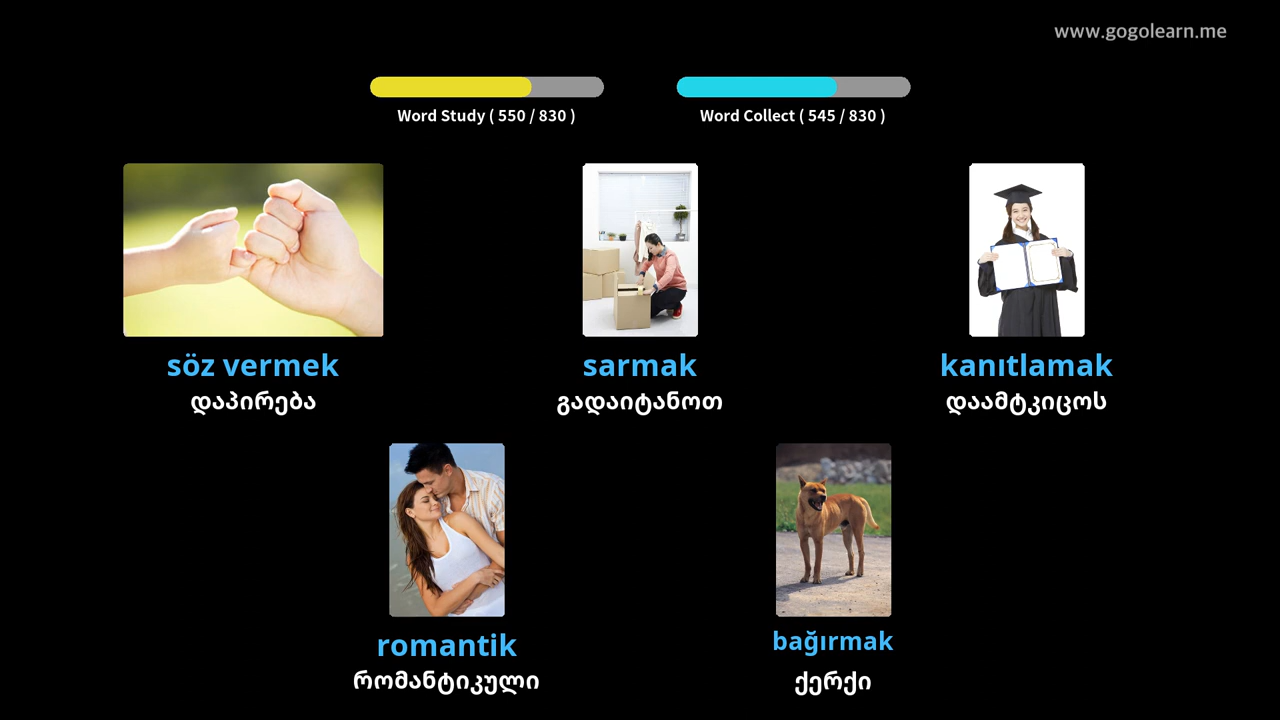 www.gogolearn.me
Word Study ( 550 / 830 )
Word Collect ( 545 / 830 )
söz vermek
დაპირება
sarmak
გადაიტანოთ
kanıtlamak
დაამტკიცოს
romantik
რომანტიკული
bağırmak
ქერქი